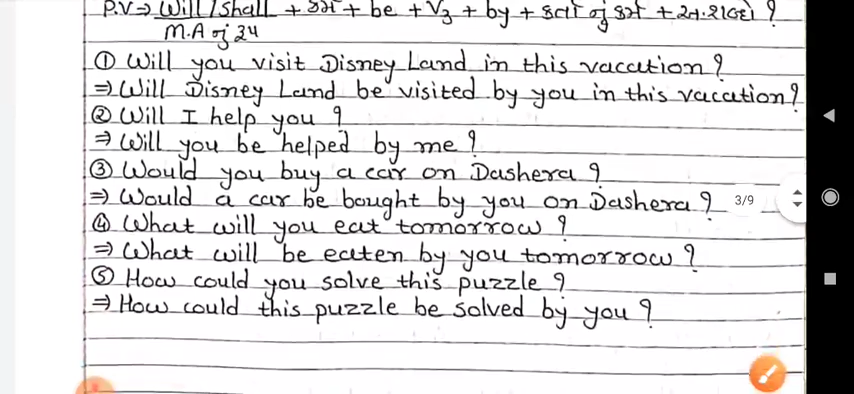 P.V ⇒ Will / Shall + કર્મ + be + V3 + by + કર્તા નું કર્મ + અન.શબ્દો ?
M.A નું રૂપ
① Will you visit Disney Land in this vaccation ?
⇒ Will Disney Land be visited by you in this vacation ?
② Will I help you ?
⇒ Will you be helped by me ?
③ Would you buy a car on Dashera ?
⇒ Would a car be bought by you on Dashera ?
3/9
④ What will you eat tomorrow ?
⇒ What will be eaten by you tomorrow ?
⑤ How could you solve this puzzle ?
⇒ How could this puzzle be solved by you ?